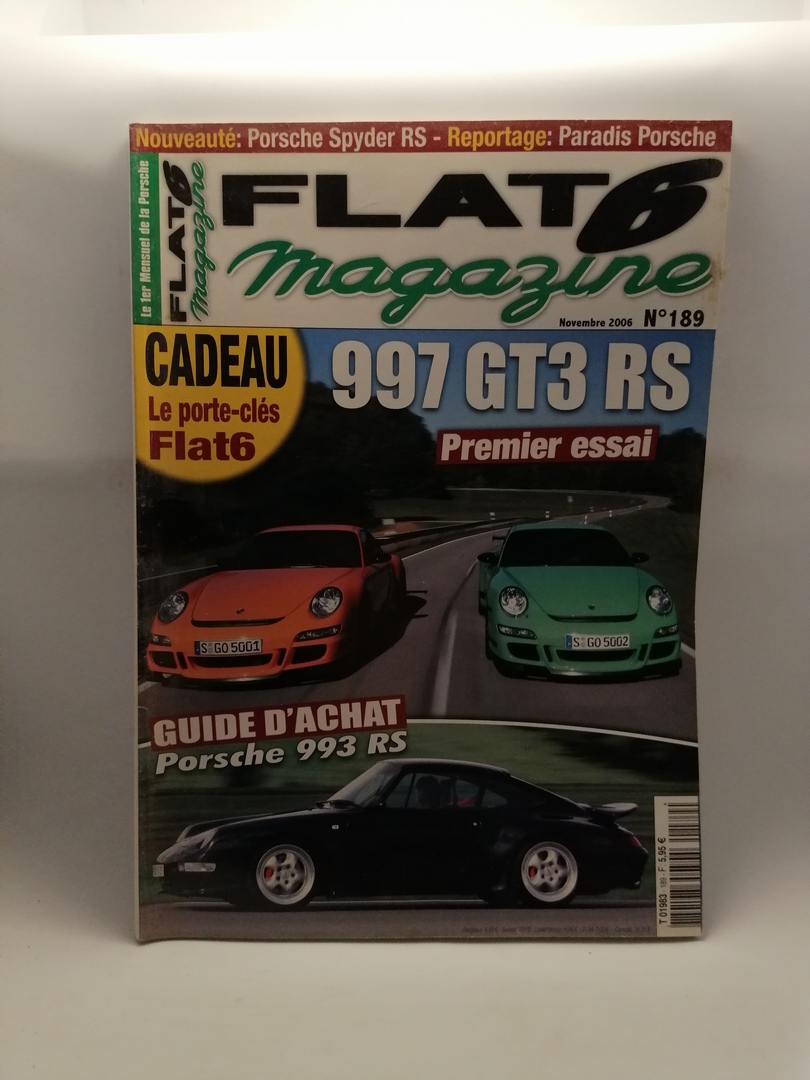 Nouveauté: Porsche Spyder RS - Reportage: Paradis Porsche
Le 1er Mensuel de la Porsche
FLAT6
Magazine
FLAT6
magazine
Novembre 2006 N°189
CADEAU
Le porte-clés
Flat6
997 GT3 RS
Premier essai
S GO 5001
S GO 5002
GUIDE D'ACHAT
Porsche 993 RS
T 01983 - 189 - F: 5,95 €